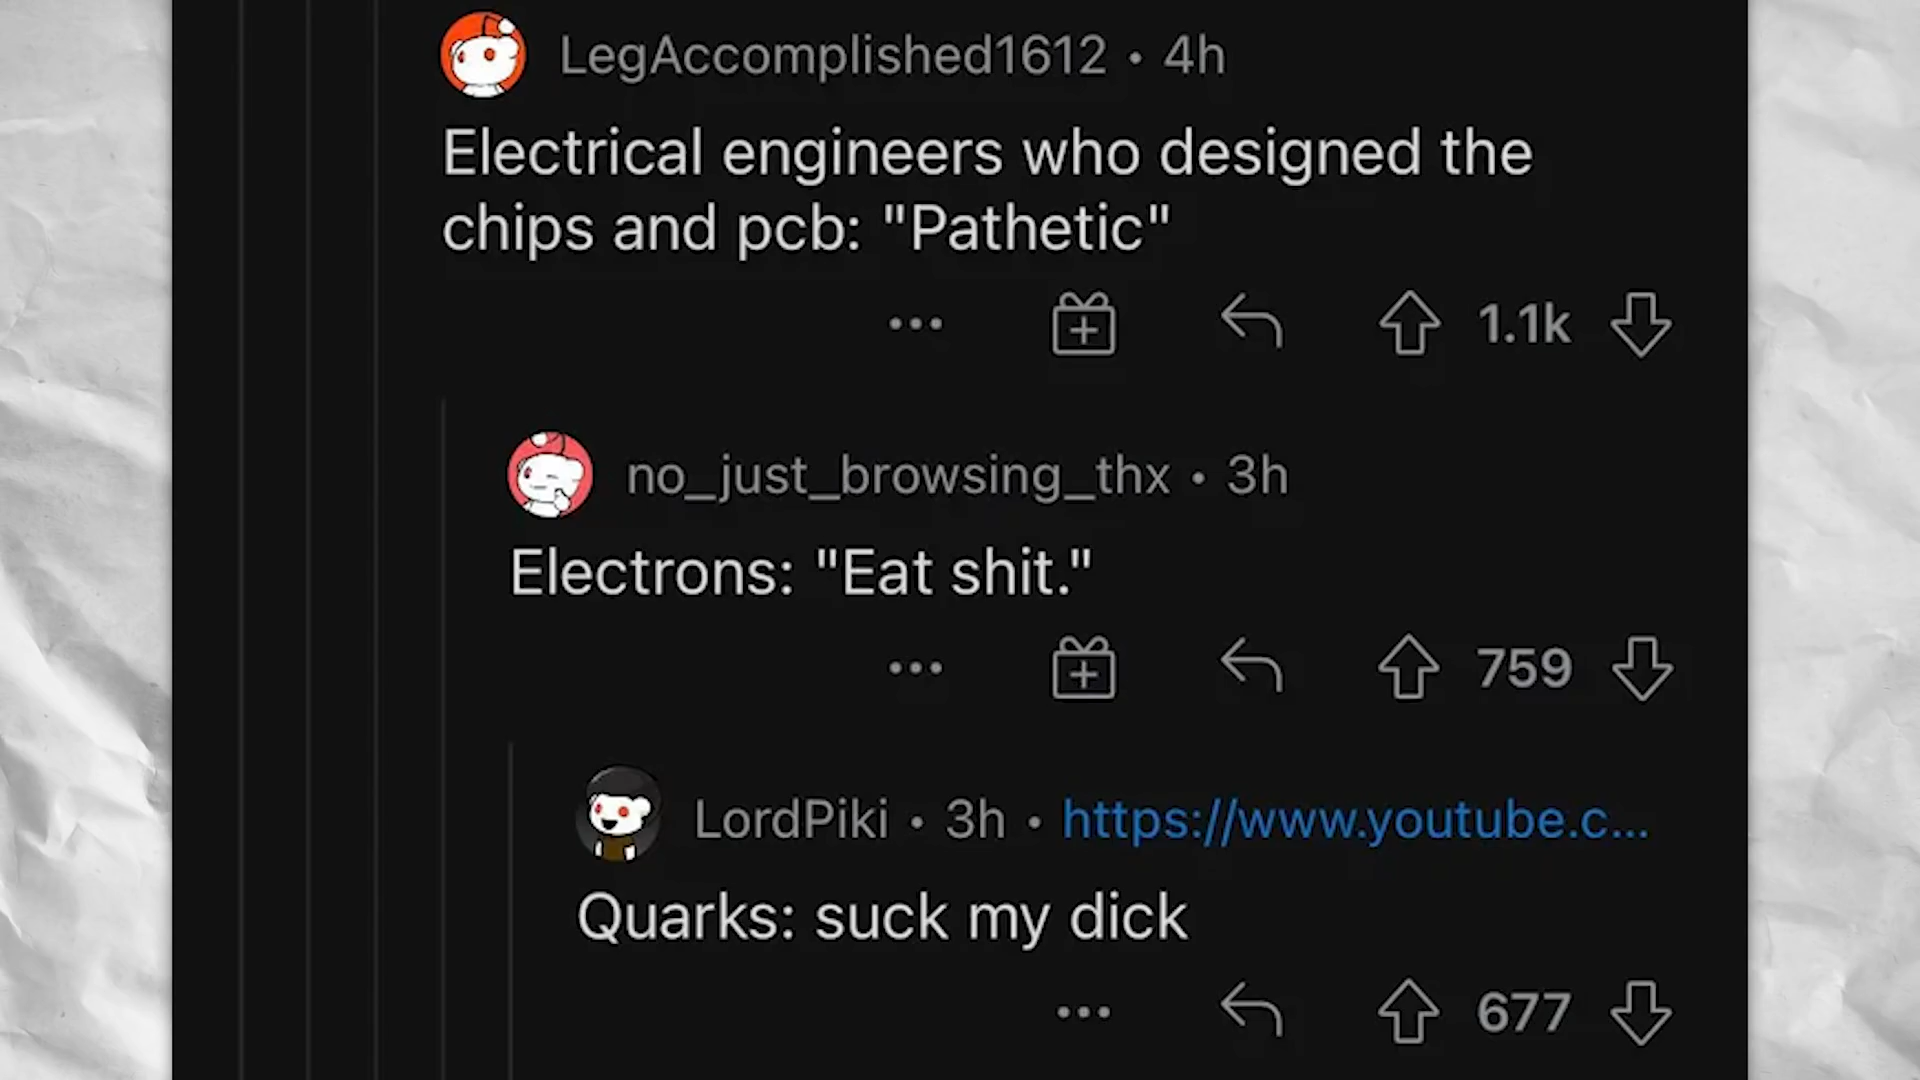 LegAccomplished1612 • 4h
Electrical engineers who designed the
chips and pcb: "Pathetic"
1.1k
no_just_browsing_thx • 3h
Electrons: "Eat shit."
759
LordPiki • 3h • https://www.youtube.c...
Quarks: suck my dick
677